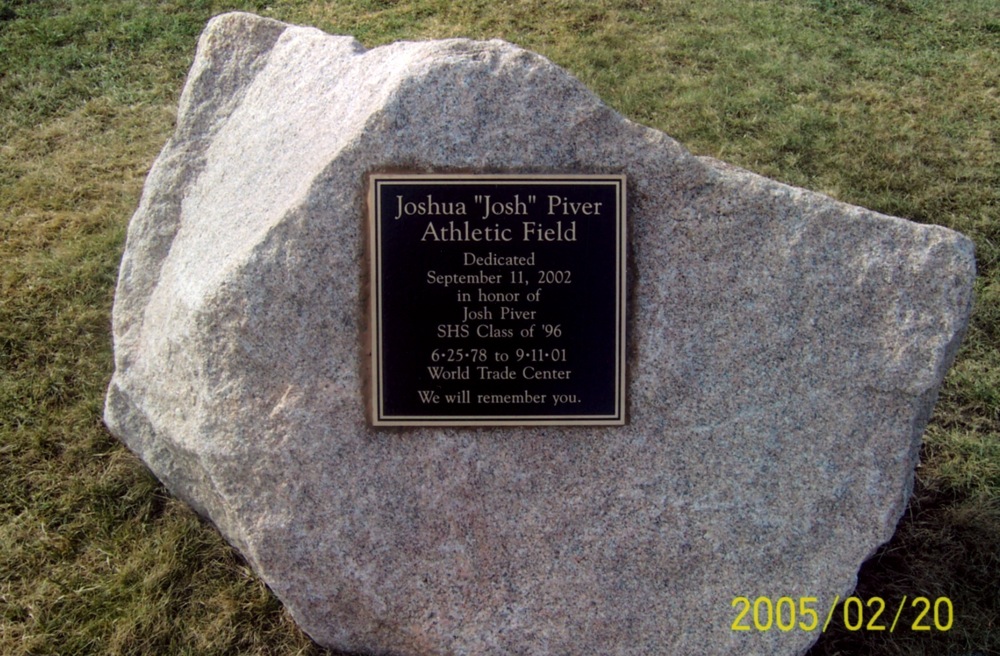 Joshua "Josh" Piver
Athletic Field
Dedicated
September 11, 2002
in honor of
Josh Piver
SHS Class of '96
6•25•78 to 9•11•01
World Trade Center
We will remember you.
2005/02/20